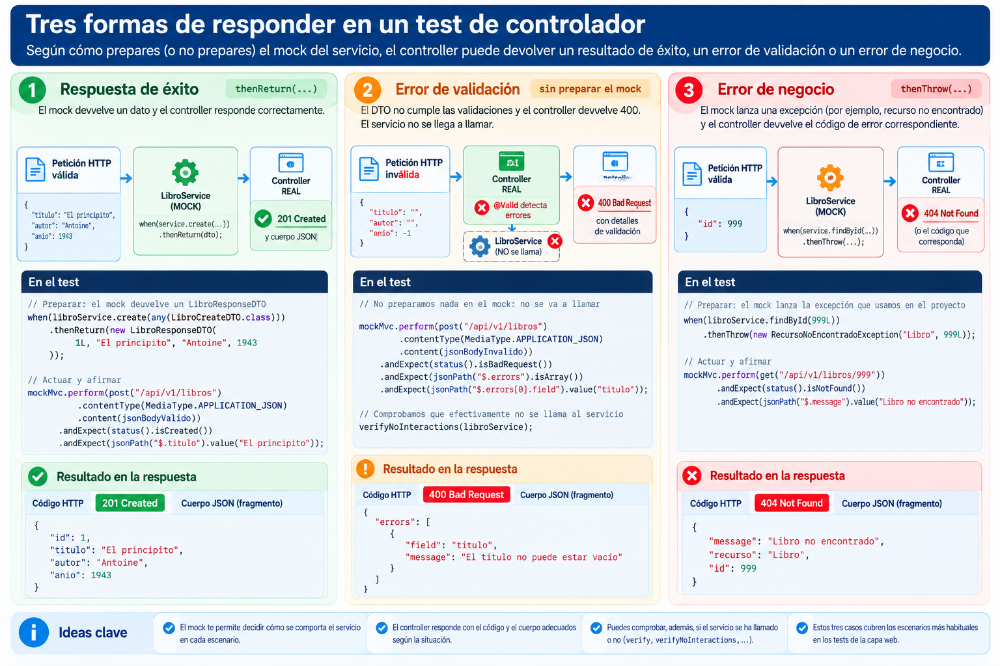 Tres formas de responder en un test de controlador
Según cómo prepares (o no prepares) el mock del servicio, el controller puede devolver un resultado de éxito, un error de validación o un error de negocio.
1
Respuesta de éxito
thenReturn(...)
El mock devvelve un dato y el controller responde correctamente.
Petición HTTP
válida
{
"titulo": "El principito",
"autor": "Antoine",
"anio": 1943
}
LibroService
(MOCK)
when(service.create(...))
.thenReturn(dto);
Controller
REAL
201 Created
y cuerpo JSON)
En el test
// Preparar: el mock deuvelve un LibroResponseDTO
when(libroService.create(any(LibroCreateDTO.class)))
.thenReturn(new LibroResponseDTO(
1L, "El principito", "Antoine", 1943
));
// Actuar y afirmar
mockMvc.perform(post("/api/v1/libros")
.contentType(MediaType.APPLICATION_JSON)
.content(jsonBodyValido))
.andExpect(status().isCreated())
.andExpect(jsonPath("$.titulo").value("El principito"));
Resultado en la respuesta
Código HTTP
201 Created
Cuerpo JSON (fragmento)
{
"id": 1,
"titulo": "El principito",
"autor": "Antoine",
"anio": 1943
}
2
Error de validación
sin preparar el mock
El DTO no cumple las validaciones y el controller devvelve 400.
El servicio no se llega a llamar.
Petición HTTP
inválida
{
"titulo": "",
"autor": "",
"anio": -1
}
Controller
REAL
@Valid detecta
errores
LibroService
(NO se llama)
Controller
400 Bad Request
con detalles
de validación
En el test
// No preparamos nada en el mock: no se va a llamar
mockMvc.perform(post("/api/v1/libros")
.contentType(MediaType.APPLICATION_JSON)
.content(jsonBodyInvalido))
.andExpect(status().isBadRequest())
.andExpect(jsonPath("$.errors").isArray())
.andExpect(jsonPath("$.errors[0].field").value("titulo"));
// Comprobamos que efectivamente no se llama al servicio
verifyNoInteractions(libroService);
Resultado en la respuesta
Código HTTP
400 Bad Request
Cuerpo JSON (fragmento)
{
"errors": [
{
"field": "titulo",
"message": "El título no puede estar vacío"
}
]
}
3
Error de negocio
thenThrow(...)
El mock lanza una excepción (por ejemplo, recurso no encontrado)
y el controller devvelve el código de error correspondiente.
Petición HTTP
válida
{
"id": 999
}
LibroService
(MOCK)
when(service.findById(...))
.thenThrow(...);
Controller
REAL
404 Not Found
(o el código que
corresponda)
En el test
// Preparar: el mock lanza la excepción que usamos en el proyecto
when(libroService.findById(999L))
.thenThrow(new RecursoNoEncontradoException("Libro", 999L));
// Actuar y afirmar
mockMvc.perform(get("/api/v1/libros/999"))
.andExpect(status().isNotFound())
.andExpect(jsonPath("$.message").value("Libro no encontrado"));
Resultado en la respuesta
Código HTTP
404 Not Found
Cuerpo JSON (fragmento)
{
"message": "Libro no encontrado",
"recurso": "Libro",
"id": 999
}
Ideas clave
El mock te permite decidir cómo se comporta el servicio
en cada escenario.
El controller responde con el código y el cuerpo adecuados
según la situación.
Puedes comprobar, además, si el servicio se ha llamado
o no (verify, verifyNoInteractions,...).
Estos tres casos cubren los escenarios más habituales
en los tests de la capa web.